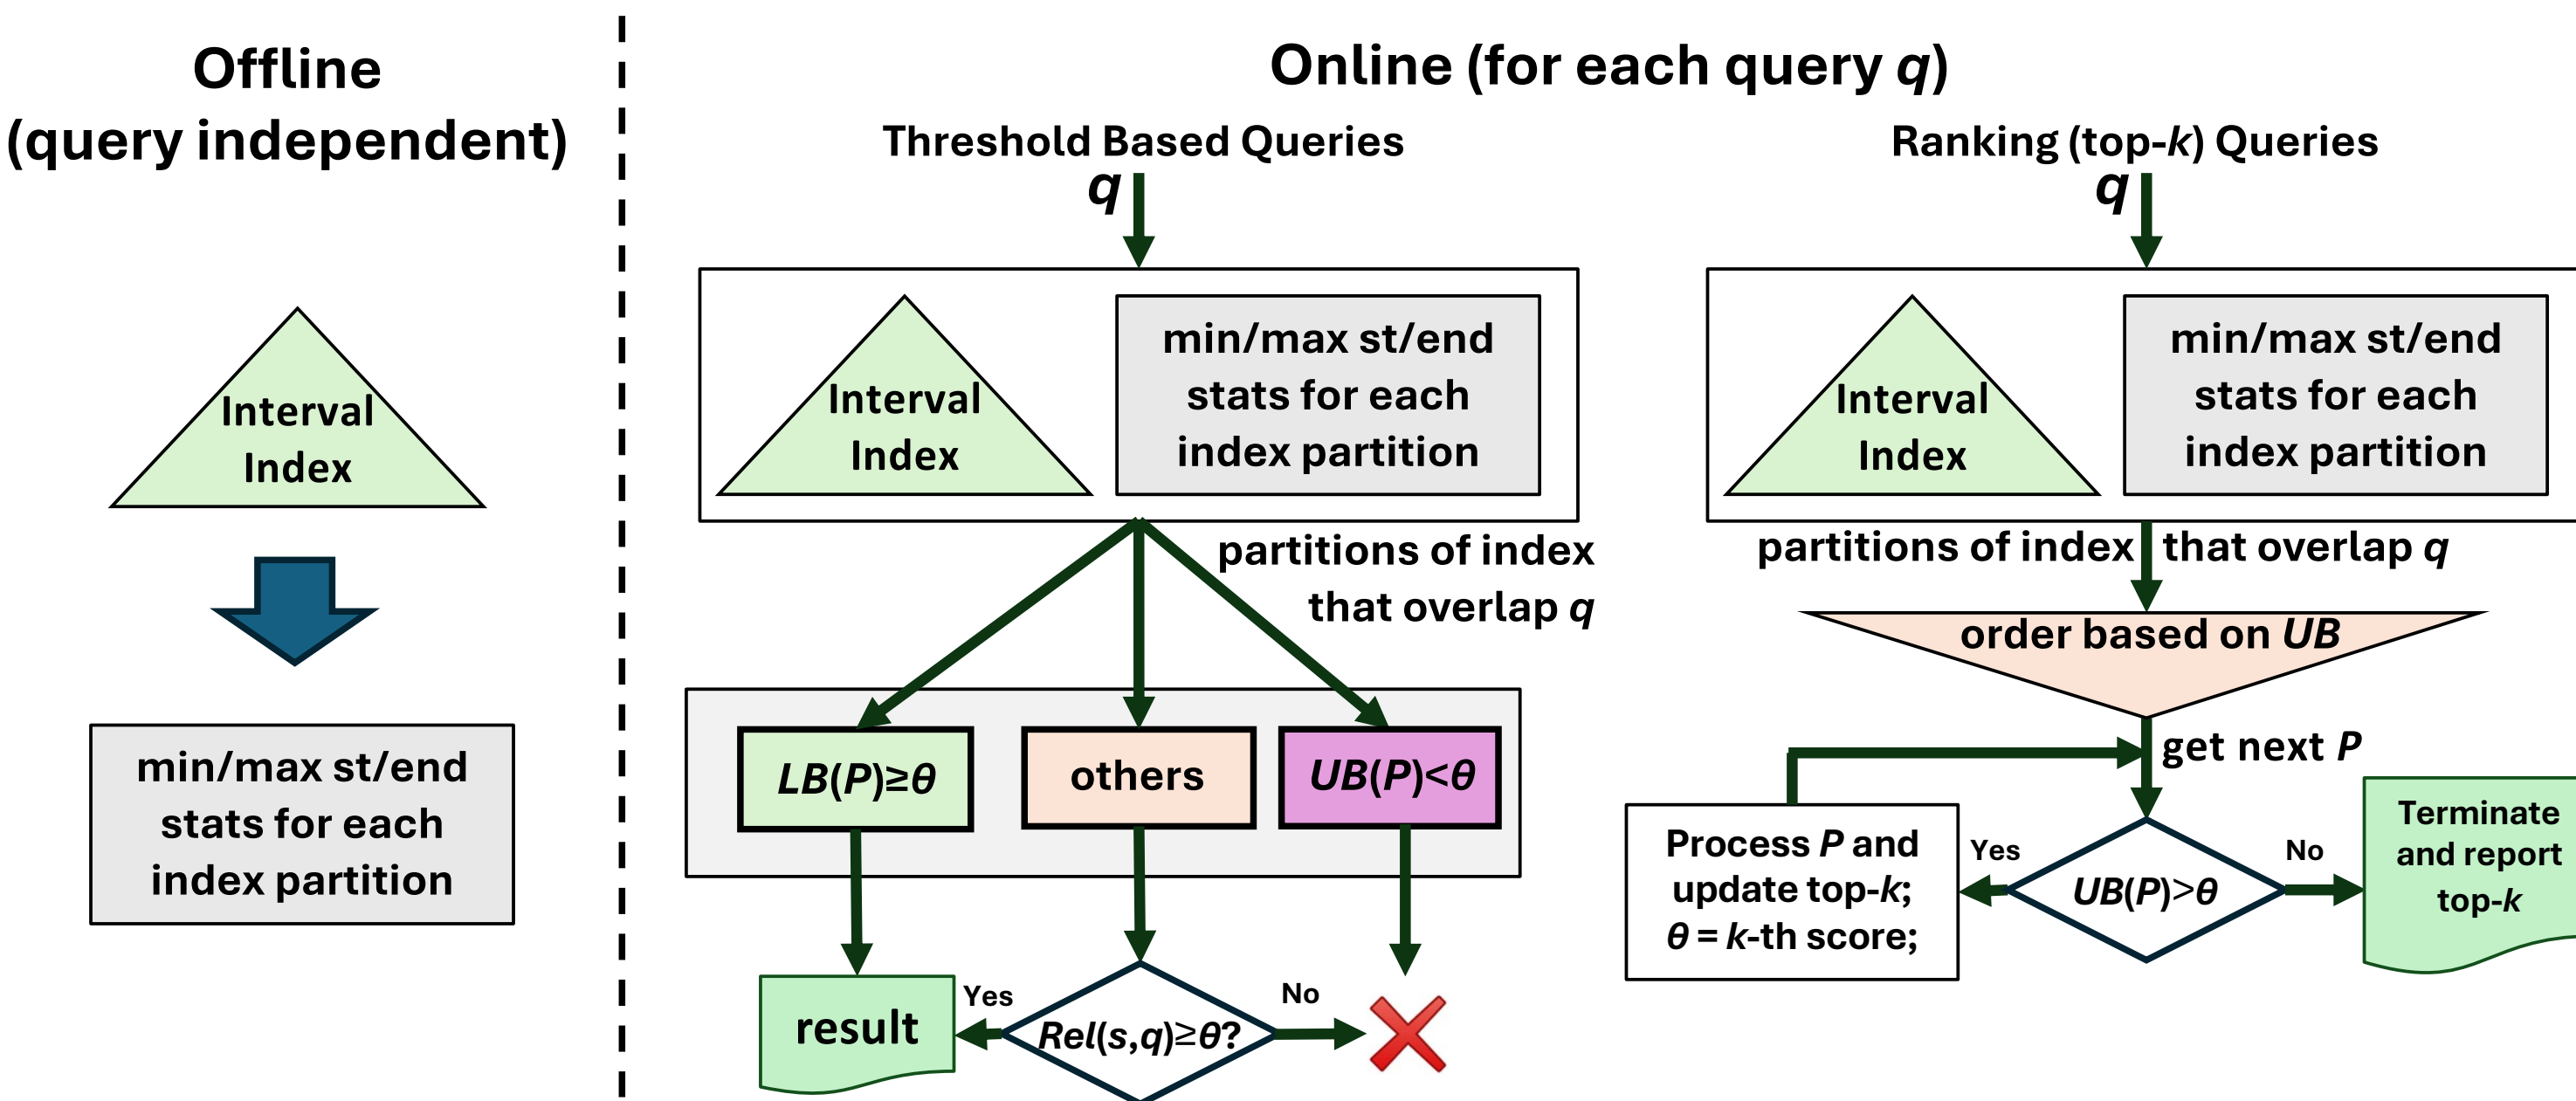 Offline
(query independent)
Interval
Index
min/max st/end
stats for each
index partition
Online (for each query q)
Threshold Based Queries
q
Interval
Index
min/max st/end
stats for each
index partition
partitions of index
that overlap q
LB(P)≥θ
others
UB(P)<θ
result
Yes
Rel(s,q)≥θ?
No
Ranking (top-k) Queries
q
Interval
Index
min/max st/end
stats for each
index partition
partitions of index that overlap q
order based on UB
get next P
Process P and
update top-k;
θ = k-th score;
Yes
UB(P)>θ
No
Terminate
and report
top-k